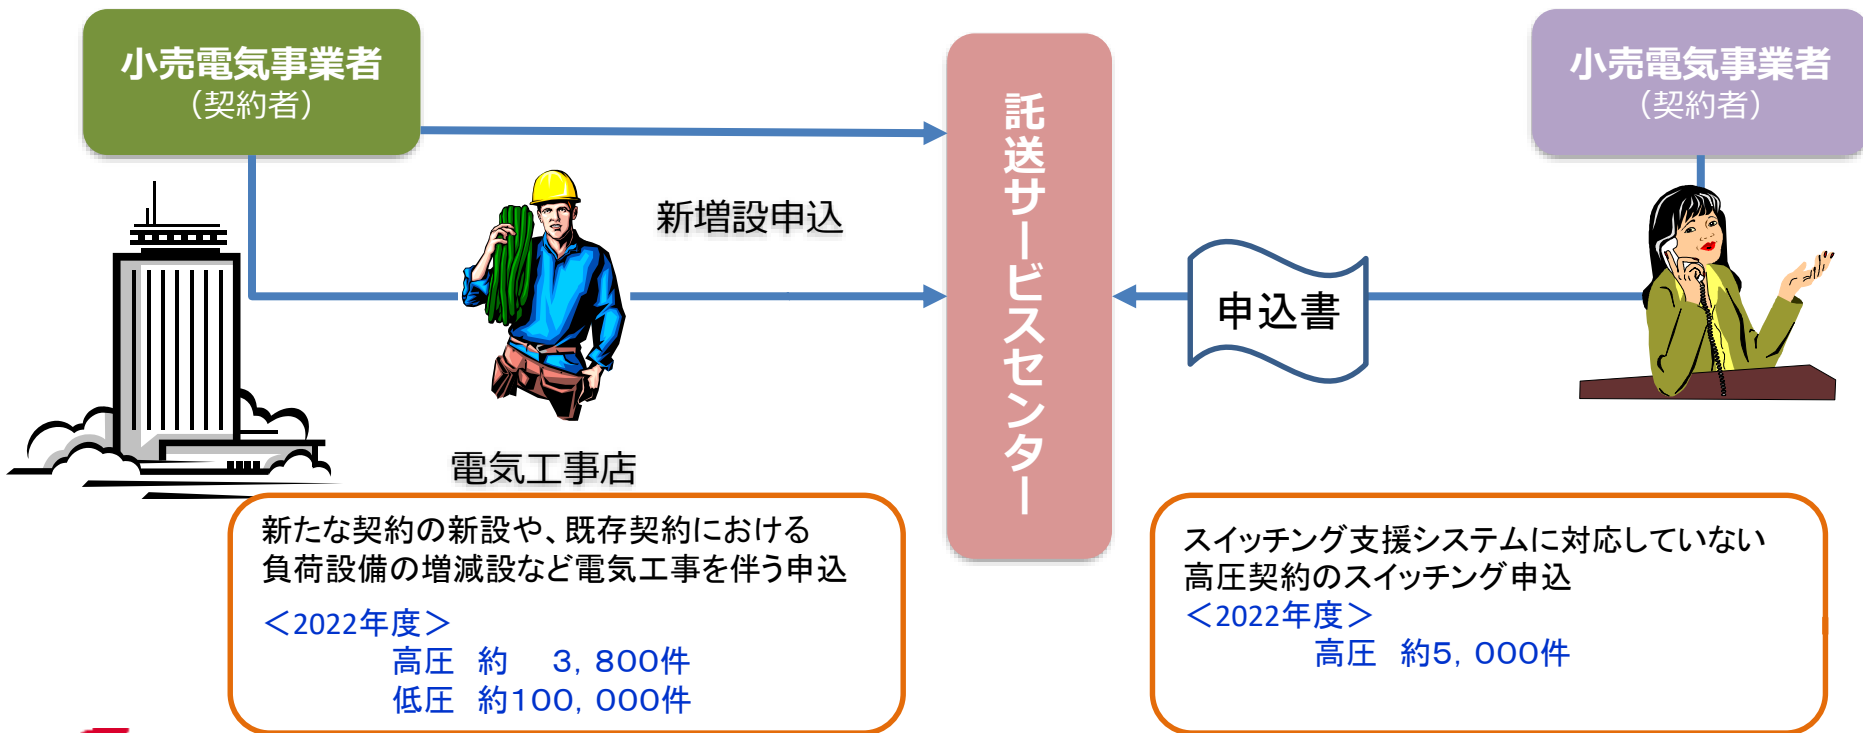 小売電気事業者
（契約者）
新増設申込
電気工事店
新たな契約の新設や、既存契約における
負荷設備の増減設など電気工事を伴う申込
＜2022年度＞
高圧　約　３，８００件
低圧　約１００，０００件
託送サービスセンター
小売電気事業者
（契約者）
申込書
スイッチング支援システムに対応していない
高圧契約のスイッチング申込
＜2022年度＞
高圧　約５，０００件